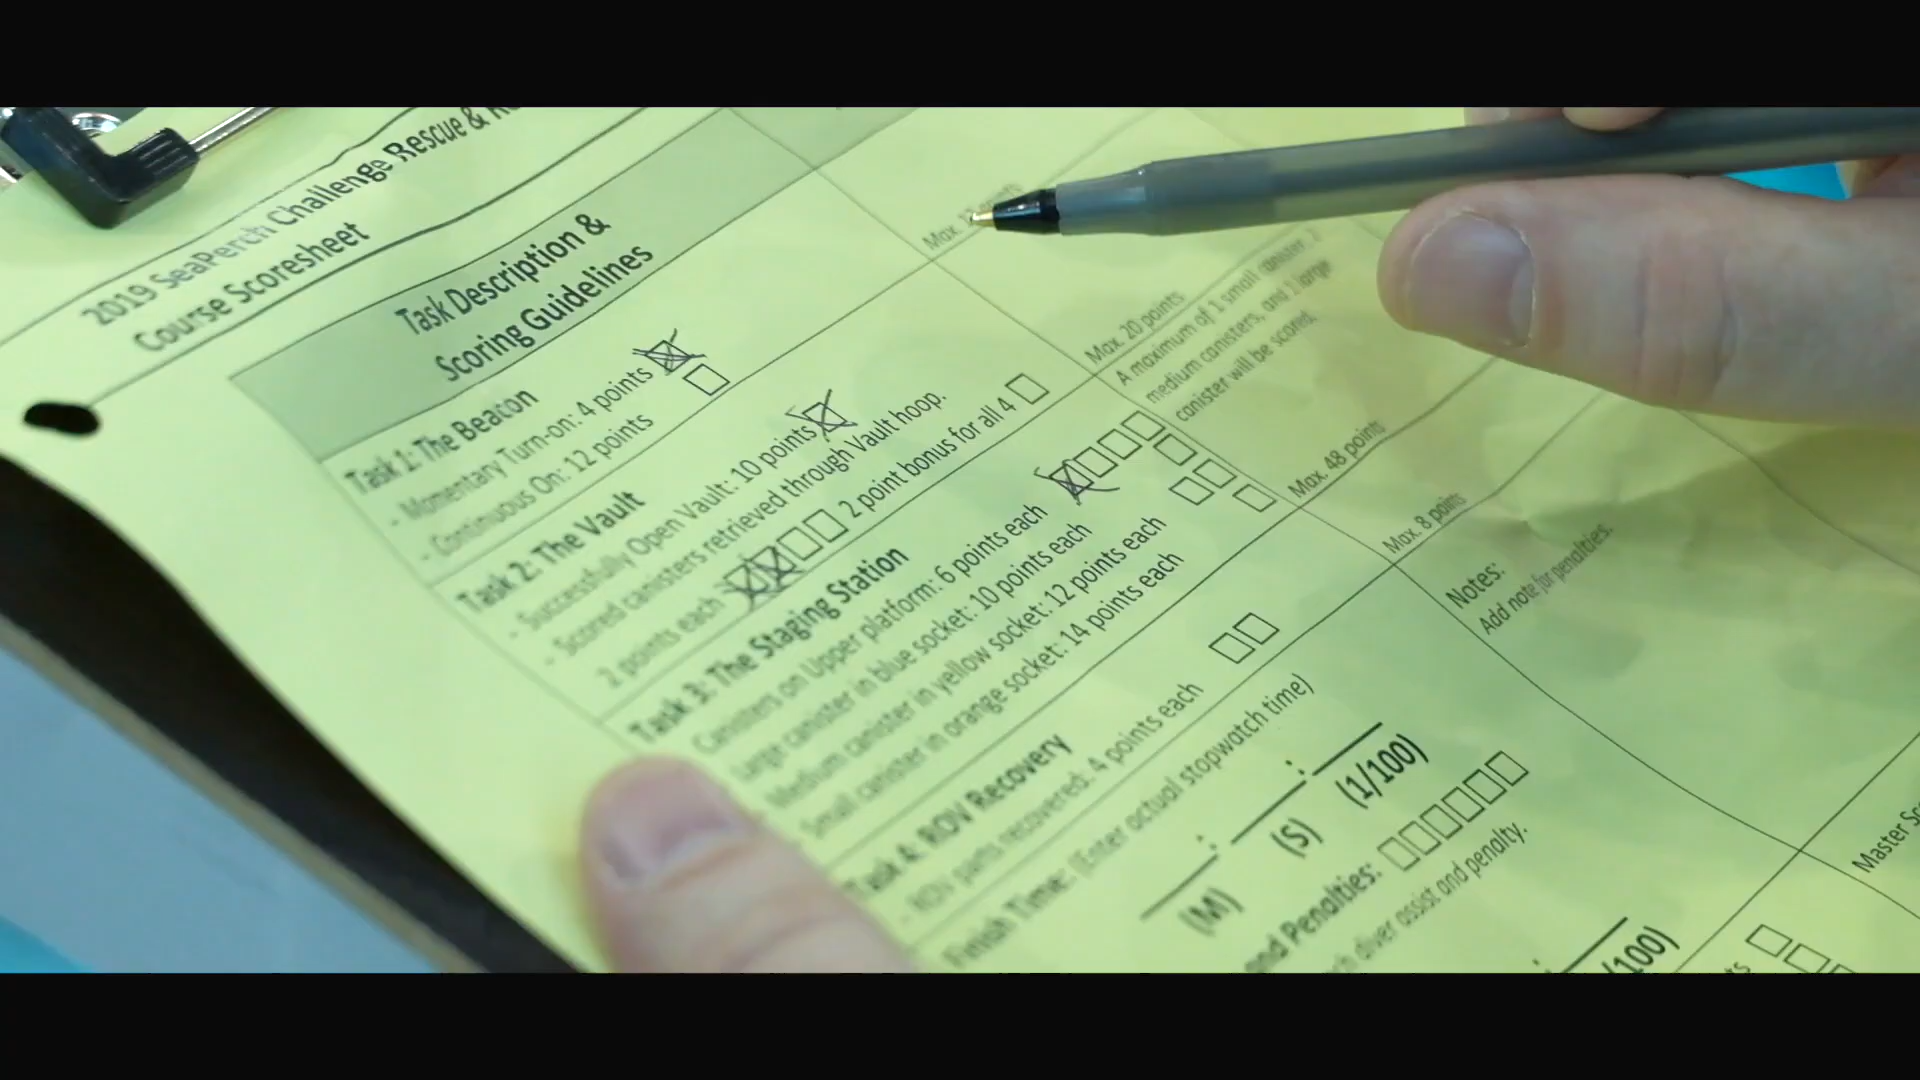 2019 SeaPerch Challenge Rescue &
Course Scoresheet
Task Description &
Scoring Guidelines
Task 1: The Beacon
- Momentary Turn-on: 4 points
- Continuous On: 12 points
Max.
Task 2: The Vault
- Successfully Open Vault: 10 points
- Scored canisters retrieved through Vault hoop.
2 points each 2 point bonus for all 4
Max. 20 points
Task 3: The Staging Station
Canisters on Upper platform: 6 points each
Large canister in blue socket: 10 points each
Medium canister in yellow socket: 12 points each
Small canister in orange socket: 14 points each
A maximum of 1 small canister, 2
medium canisters, and 1 large
canister will be scored.
Max. 48 points
Task 4: ROV Recovery
- ROV parts recovered: 4 points each
Max. 8 points
Finish Time: (Enter actual stopwatch time)
: :
(M) (S) (1/100)
Notes:
Add note for penalties.
and Penalties:
diver assist and penalty.
:
/100)
Master